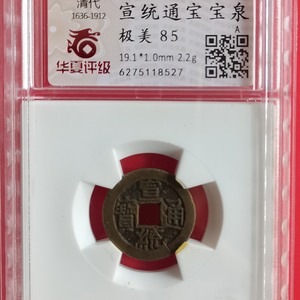 清代
1636-1912
华夏评级
宣统通宝宝泉
极美 85
A
19.1*1.0mm 2.2g
6275118527
宣
統
通
寶